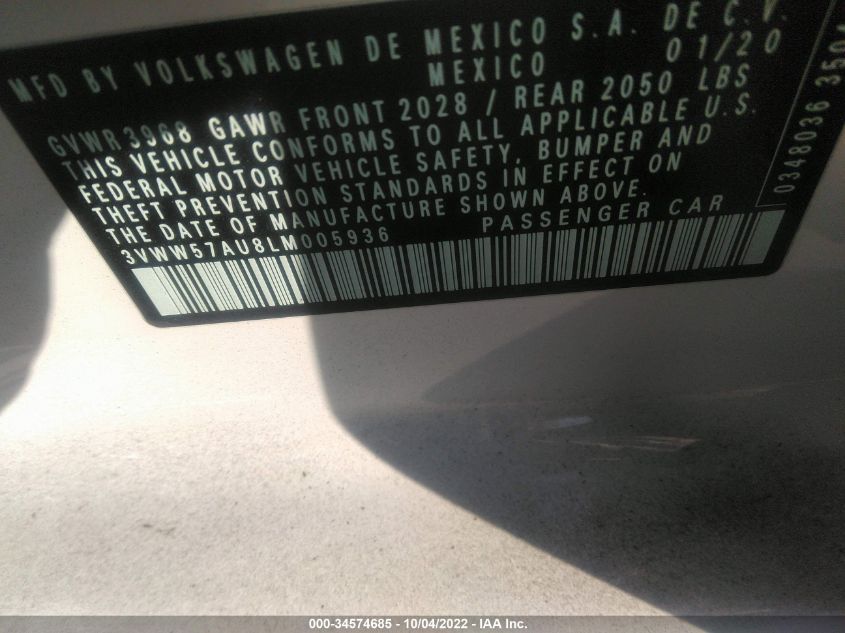 MFD BY VOLKSWAGEN DE MEXICO S.A. DE C.V.
MEXICO 01/20
GVWR 3968 GAWR FRONT 2028 / REAR 2050 LBS
THIS VEHICLE CONFORMS TO ALL APPLICABLE U.S.
FEDERAL MOTOR VEHICLE SAFETY, BUMPER AND
THEFT PREVENTION STANDARDS IN EFFECT ON
THE DATE OF MANUFACTURE SHOWN ABOVE.
3VWW57AU8LM005936 PASSENGER CAR
0348036
000-34574685 - 10/04/2022 - IAA Inc.